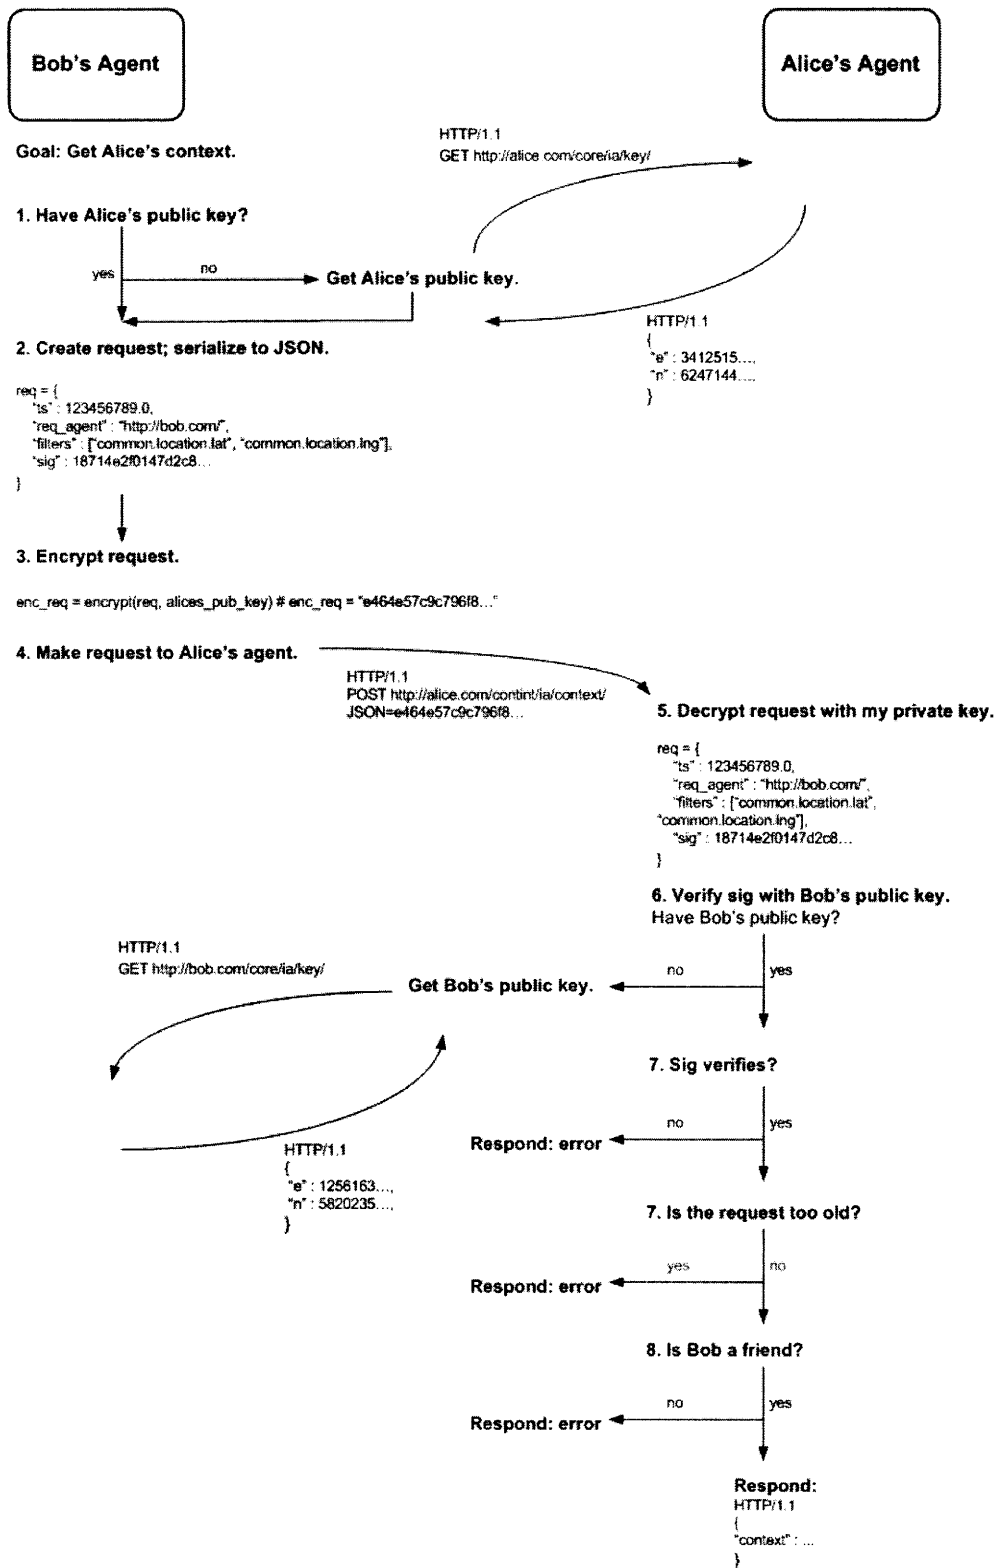 Bob's Agent
Alice's Agent
Goal: Get Alice's context.
HTTP/1.1
GET http://alice.com/core/ia/key/
1. Have Alice's public key?
yes
no
Get Alice's public key.
HTTP/1.1
{
"e" : 3412515...,
"n" : 6247144...,
}
2. Create request; serialize to JSON.
req = {
"ts" : 123456789.0,
"req_agent" : "http://bob.com/",
"filters" : ["common.location.lat", "common.location.lng"],
"sig" : 18714e2f0147d2c8...
}
3. Encrypt request.
enc_req = encrypt(req, alices_pub_key) # enc_req = "e464e57c9c796f8..."
4. Make request to Alice's agent.
HTTP/1.1
POST http://alice.com/contint/ia/context/
JSON=e464e57c9c796f8...
5. Decrypt request with my private key.
req = {
"ts" : 123456789.0,
"req_agent" : "http://bob.com/",
"filters" : ["common.location.lat",
"common.location.lng"],
"sig" : 18714e2f0147d2c8...
}
6. Verify sig with Bob's public key.
Have Bob's public key?
HTTP/1.1
GET http://bob.com/core/ia/key/
no
yes
Get Bob's public key.
7. Sig verifies?
no
yes
Respond: error
HTTP/1.1
{
"e" : 1256163...,
"n" : 5820235...,
}
7. Is the request too old?
yes
no
Respond: error
8. Is Bob a friend?
no
yes
Respond: error
Respond:
HTTP/1.1
{
"context" : ...
}